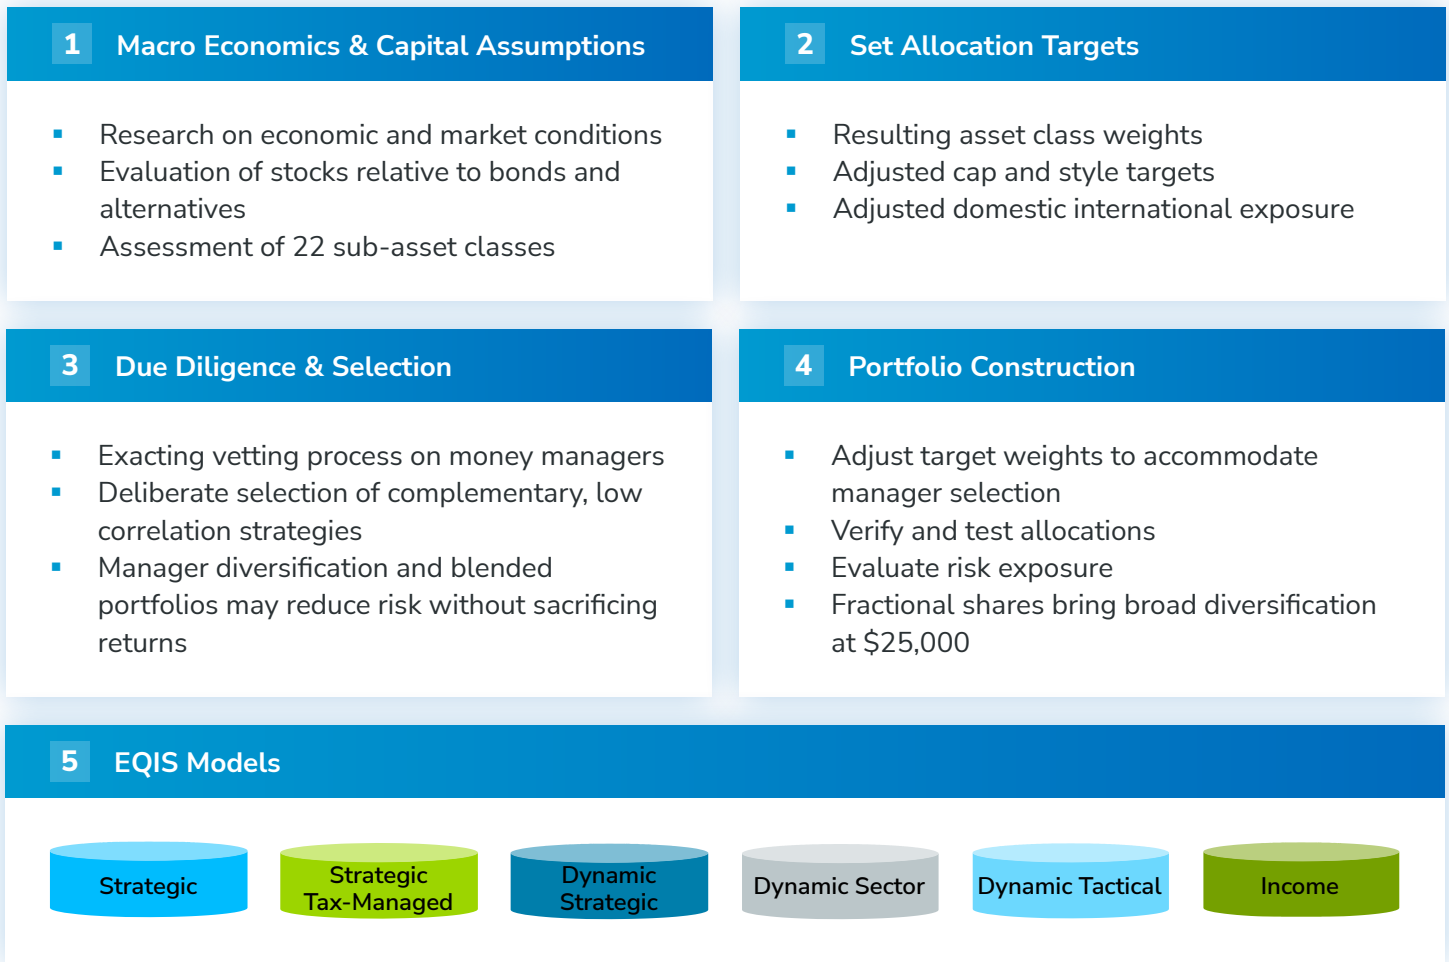 1 Macro Economics & Capital Assumptions
▪ Research on economic and market conditions
▪ Evaluation of stocks relative to bonds and
alternatives
▪ Assessment of 22 sub-asset classes
2 Set Allocation Targets
▪ Resulting asset class weights
▪ Adjusted cap and style targets
▪ Adjusted domestic international exposure
3 Due Diligence & Selection
▪ Exacting vetting process on money managers
▪ Deliberate selection of complementary, low
correlation strategies
▪ Manager diversification and blended
portfolios may reduce risk without sacrificing
returns
4 Portfolio Construction
▪ Adjust target weights to accommodate
manager selection
▪ Verify and test allocations
▪ Evaluate risk exposure
▪ Fractional shares bring broad diversification
at $25,000
5 EQIS Models
Strategic
Strategic
Tax-Managed
Dynamic
Strategic
Dynamic Sector
Dynamic Tactical
Income